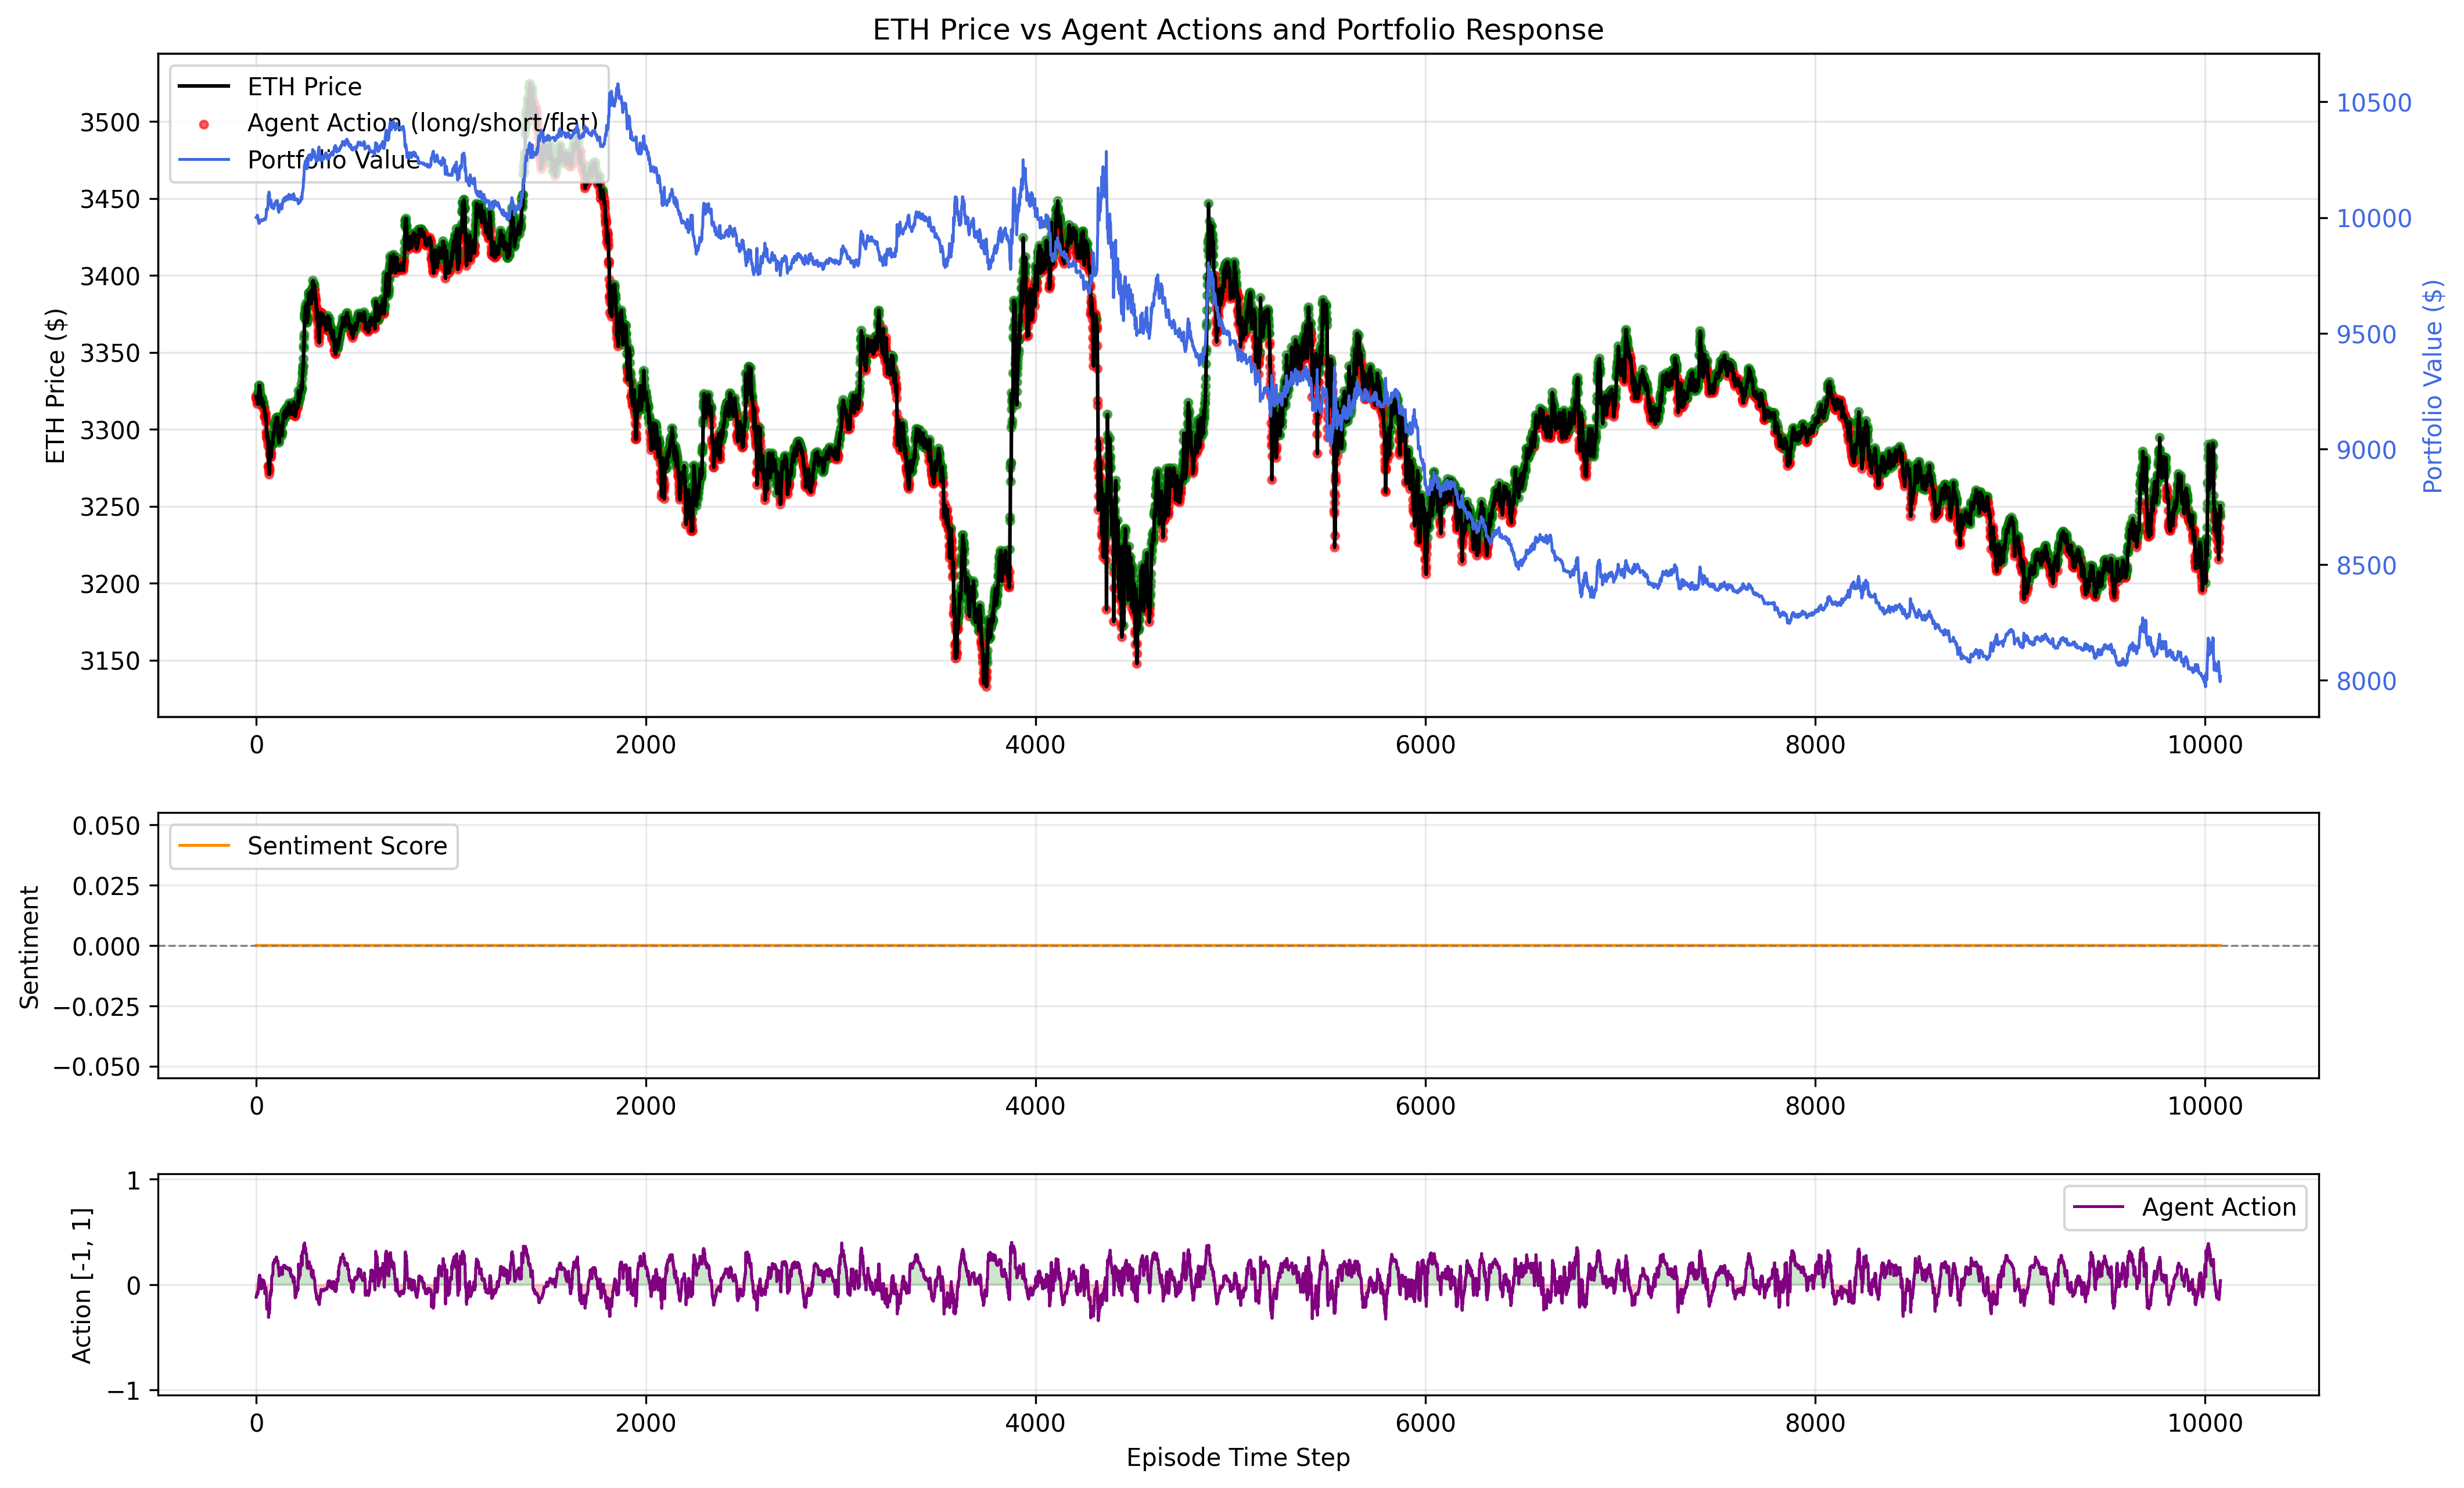 ETH Price vs Agent Actions and Portfolio Response
ETH Price
Agent Action (long/short/flat)
Portfolio Value
ETH Price ($)
3500
3450
3400
3350
3300
3250
3200
3150
10500
10000
9500
9000
8500
8000
Portfolio Value ($)
0 2000 4000 6000 8000 10000
Sentiment Score
Sentiment
0.050
0.025
0.000
−0.025
−0.050
0 2000 4000 6000 8000 10000
Agent Action
Action [-1, 1]
1
0
−1
0 2000 4000 6000 8000 10000
Episode Time Step